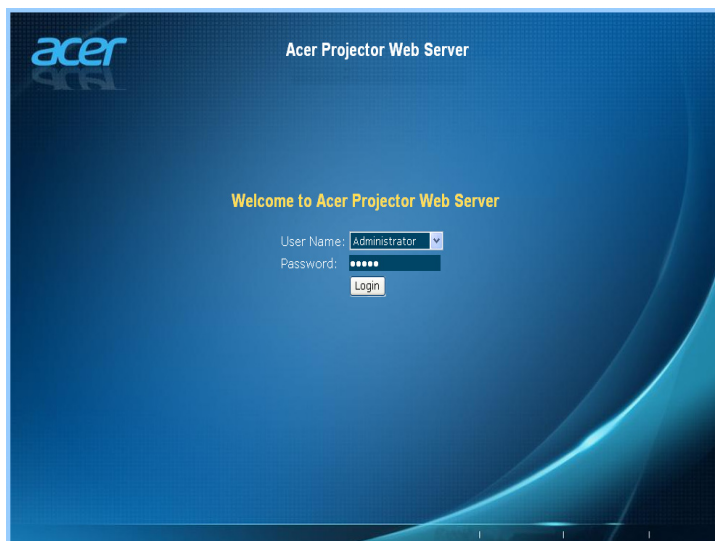 acer
Acer Projector Web Server
Welcome to Acer Projector Web Server
User Name: Administrator
Password: •••••
Login